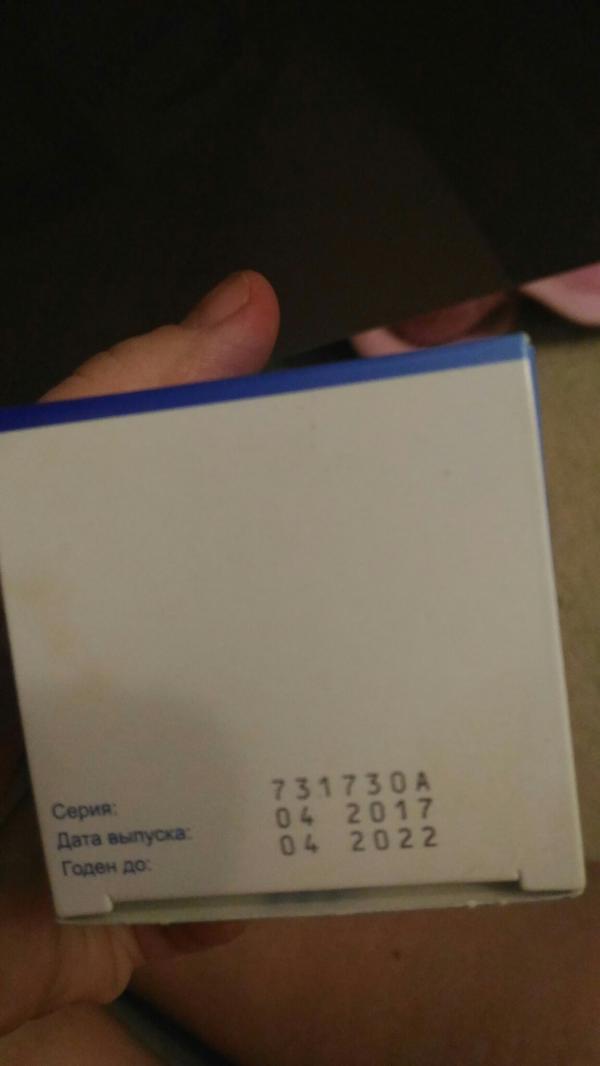 Серия: 731730A
Дата выпуска: 04 2017
Годен до: 04 2022